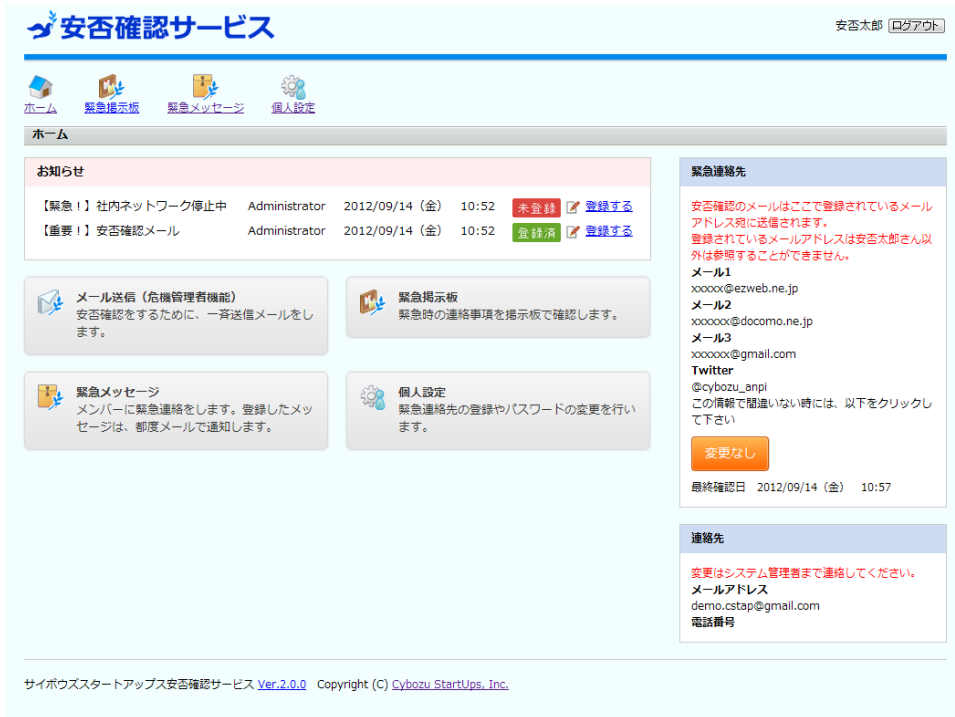 安否確認サービス
安否太郎 ログアウト
ホーム 緊急掲示板 緊急メッセージ 個人設定
ホーム
お知らせ
【緊急！】社内ネットワーク停止中 Administrator 2012/09/14（金） 10:52 未登録 登録する
【重要！】安否確認メール Administrator 2012/09/14（金） 10:52 登録済 登録する
メール送信（危機管理者機能）
安否確認をするために、一斉送信メールをし
ます。
緊急掲示板
緊急時の連絡事項を掲示板で確認します。
緊急メッセージ
メンバーに緊急連絡をします。登録したメッ
セージは、都度メールで通知します。
個人設定
緊急連絡先の登録やパスワードの変更を行い
ます。
緊急連絡先
安否確認のメールはここで登録されているメール
アドレス宛に送信されます。
登録されているメールアドレスは安否太郎さん以
外は参照することができません。
メール1
xxxxx@ezweb.ne.jp
メール2
xxxxxx@docomo.ne.jp
メール3
xxxxxx@gmail.com
Twitter
@cybozu_anpi
この情報で間違いない時には、以下をクリックし
て下さい
変更なし
最終確認日 2012/09/14（金） 10:57
連絡先
変更はシステム管理者まで連絡してください。
メールアドレス
demo.cstap@gmail.com
電話番号
サイボウズスタートアップス安否確認サービス Ver.2.0.0 Copyright (C) Cybozu StartUps, Inc.